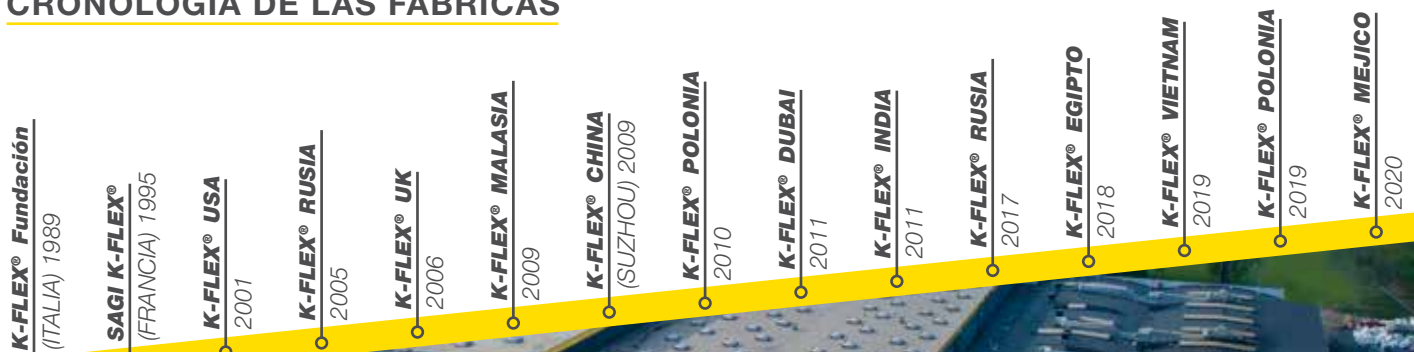 CRONOLOGÍA DE LAS FÁBRICAS
K-FLEX® Fundación
(ITALIA) 1989
SAGI K-FLEX®
(FRANCIA) 1995
K-FLEX® USA
2001
K-FLEX® RUSIA
2005
K-FLEX® UK
2006
K-FLEX® MALASIA
2009
K-FLEX® CHINA
(SUZHOU) 2009
K-FLEX® POLONIA
2010
K-FLEX® DUBAI
2011
K-FLEX® INDIA
2011
K-FLEX® RUSIA
2017
K-FLEX® EGIPTO
2018
K-FLEX® VIETNAM
2019
K-FLEX® POLONIA
2019
K-FLEX® MEJICO
2020